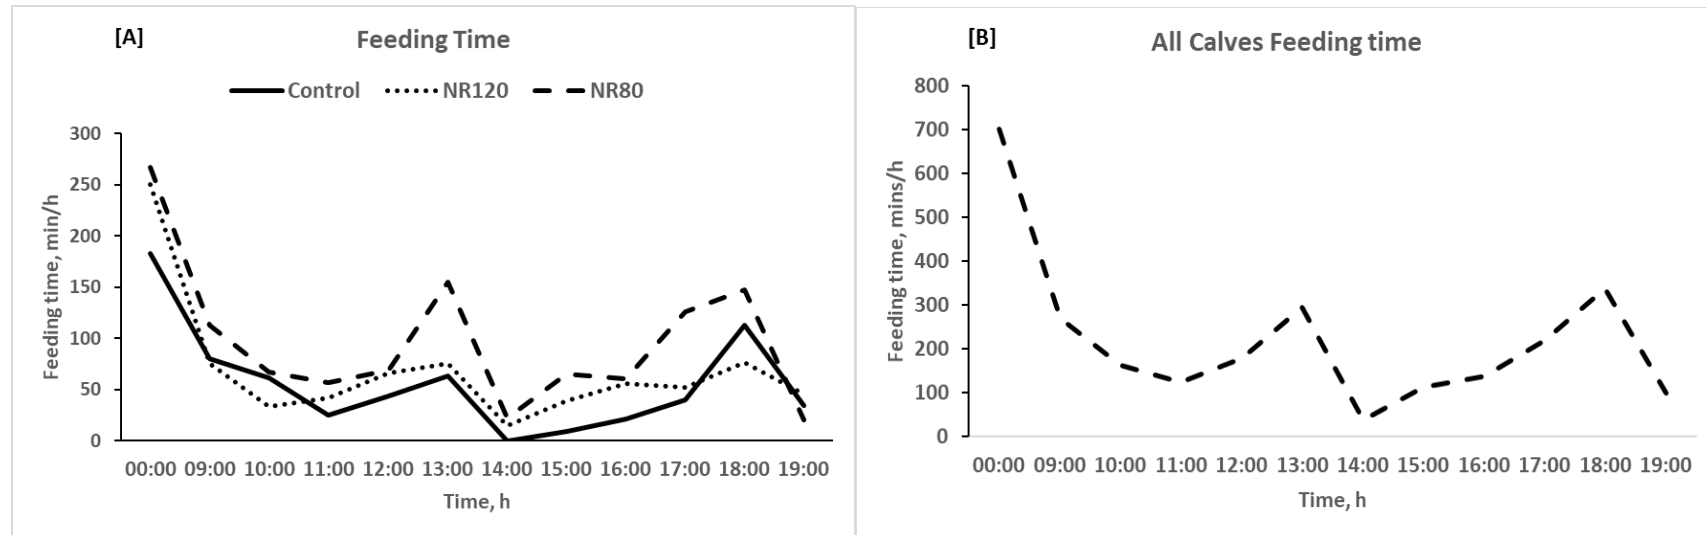 [A]
Feeding Time
Control NR120 NR80
300
250
200
150
100
50
0
Feeding time, min/h
00:00 09:00 10:00 11:00 12:00 13:00 14:00 15:00 16:00 17:00 18:00 19:00
Time, h
[B]
All Calves Feeding time
800
700
600
500
400
300
200
100
0
Feeding time, mins/h
00:00 09:00 10:00 11:00 12:00 13:00 14:00 15:00 16:00 17:00 18:00 19:00
Time, h